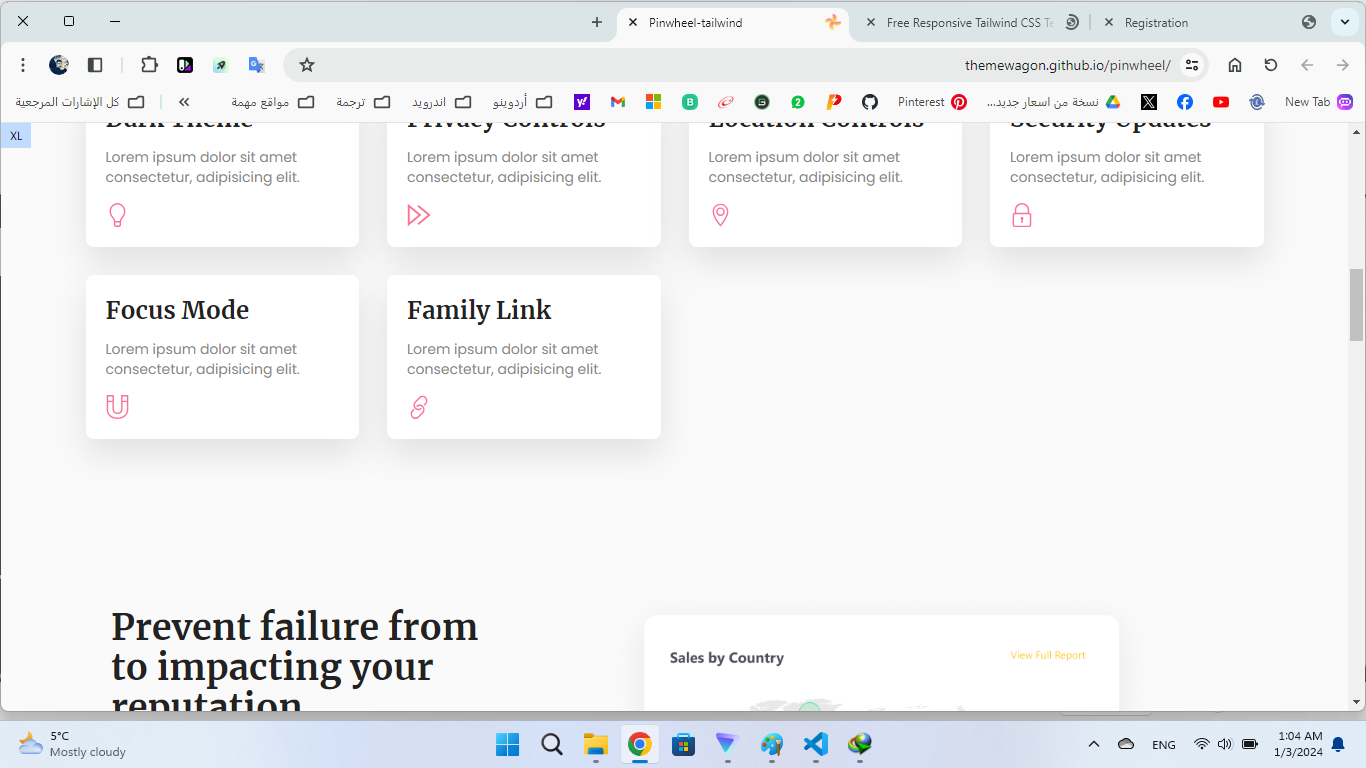 Pinwheel-tailwind
Free Responsive Tailwind CSS Te
Registration
themewagon.github.io/pinwheel/
كل الإشارات المرجعية
مواقع مهمة
ترجمة
اندرويد
أردوينو
Pinterest
نسخة من اسعار جديد...
New Tab
XL
Dark Theme
Privacy Controls
Location Controls
Security Updates
Lorem ipsum dolor sit amet
consectetur, adipisicing elit.
Lorem ipsum dolor sit amet
consectetur, adipisicing elit.
Lorem ipsum dolor sit amet
consectetur, adipisicing elit.
Lorem ipsum dolor sit amet
consectetur, adipisicing elit.
Focus Mode
Lorem ipsum dolor sit amet
consectetur, adipisicing elit.
Family Link
Lorem ipsum dolor sit amet
consectetur, adipisicing elit.
Prevent failure from
to impacting your
reputation
Sales by Country
View Full Report
5°C
Mostly cloudy
ENG
1:04 AM
1/3/2024